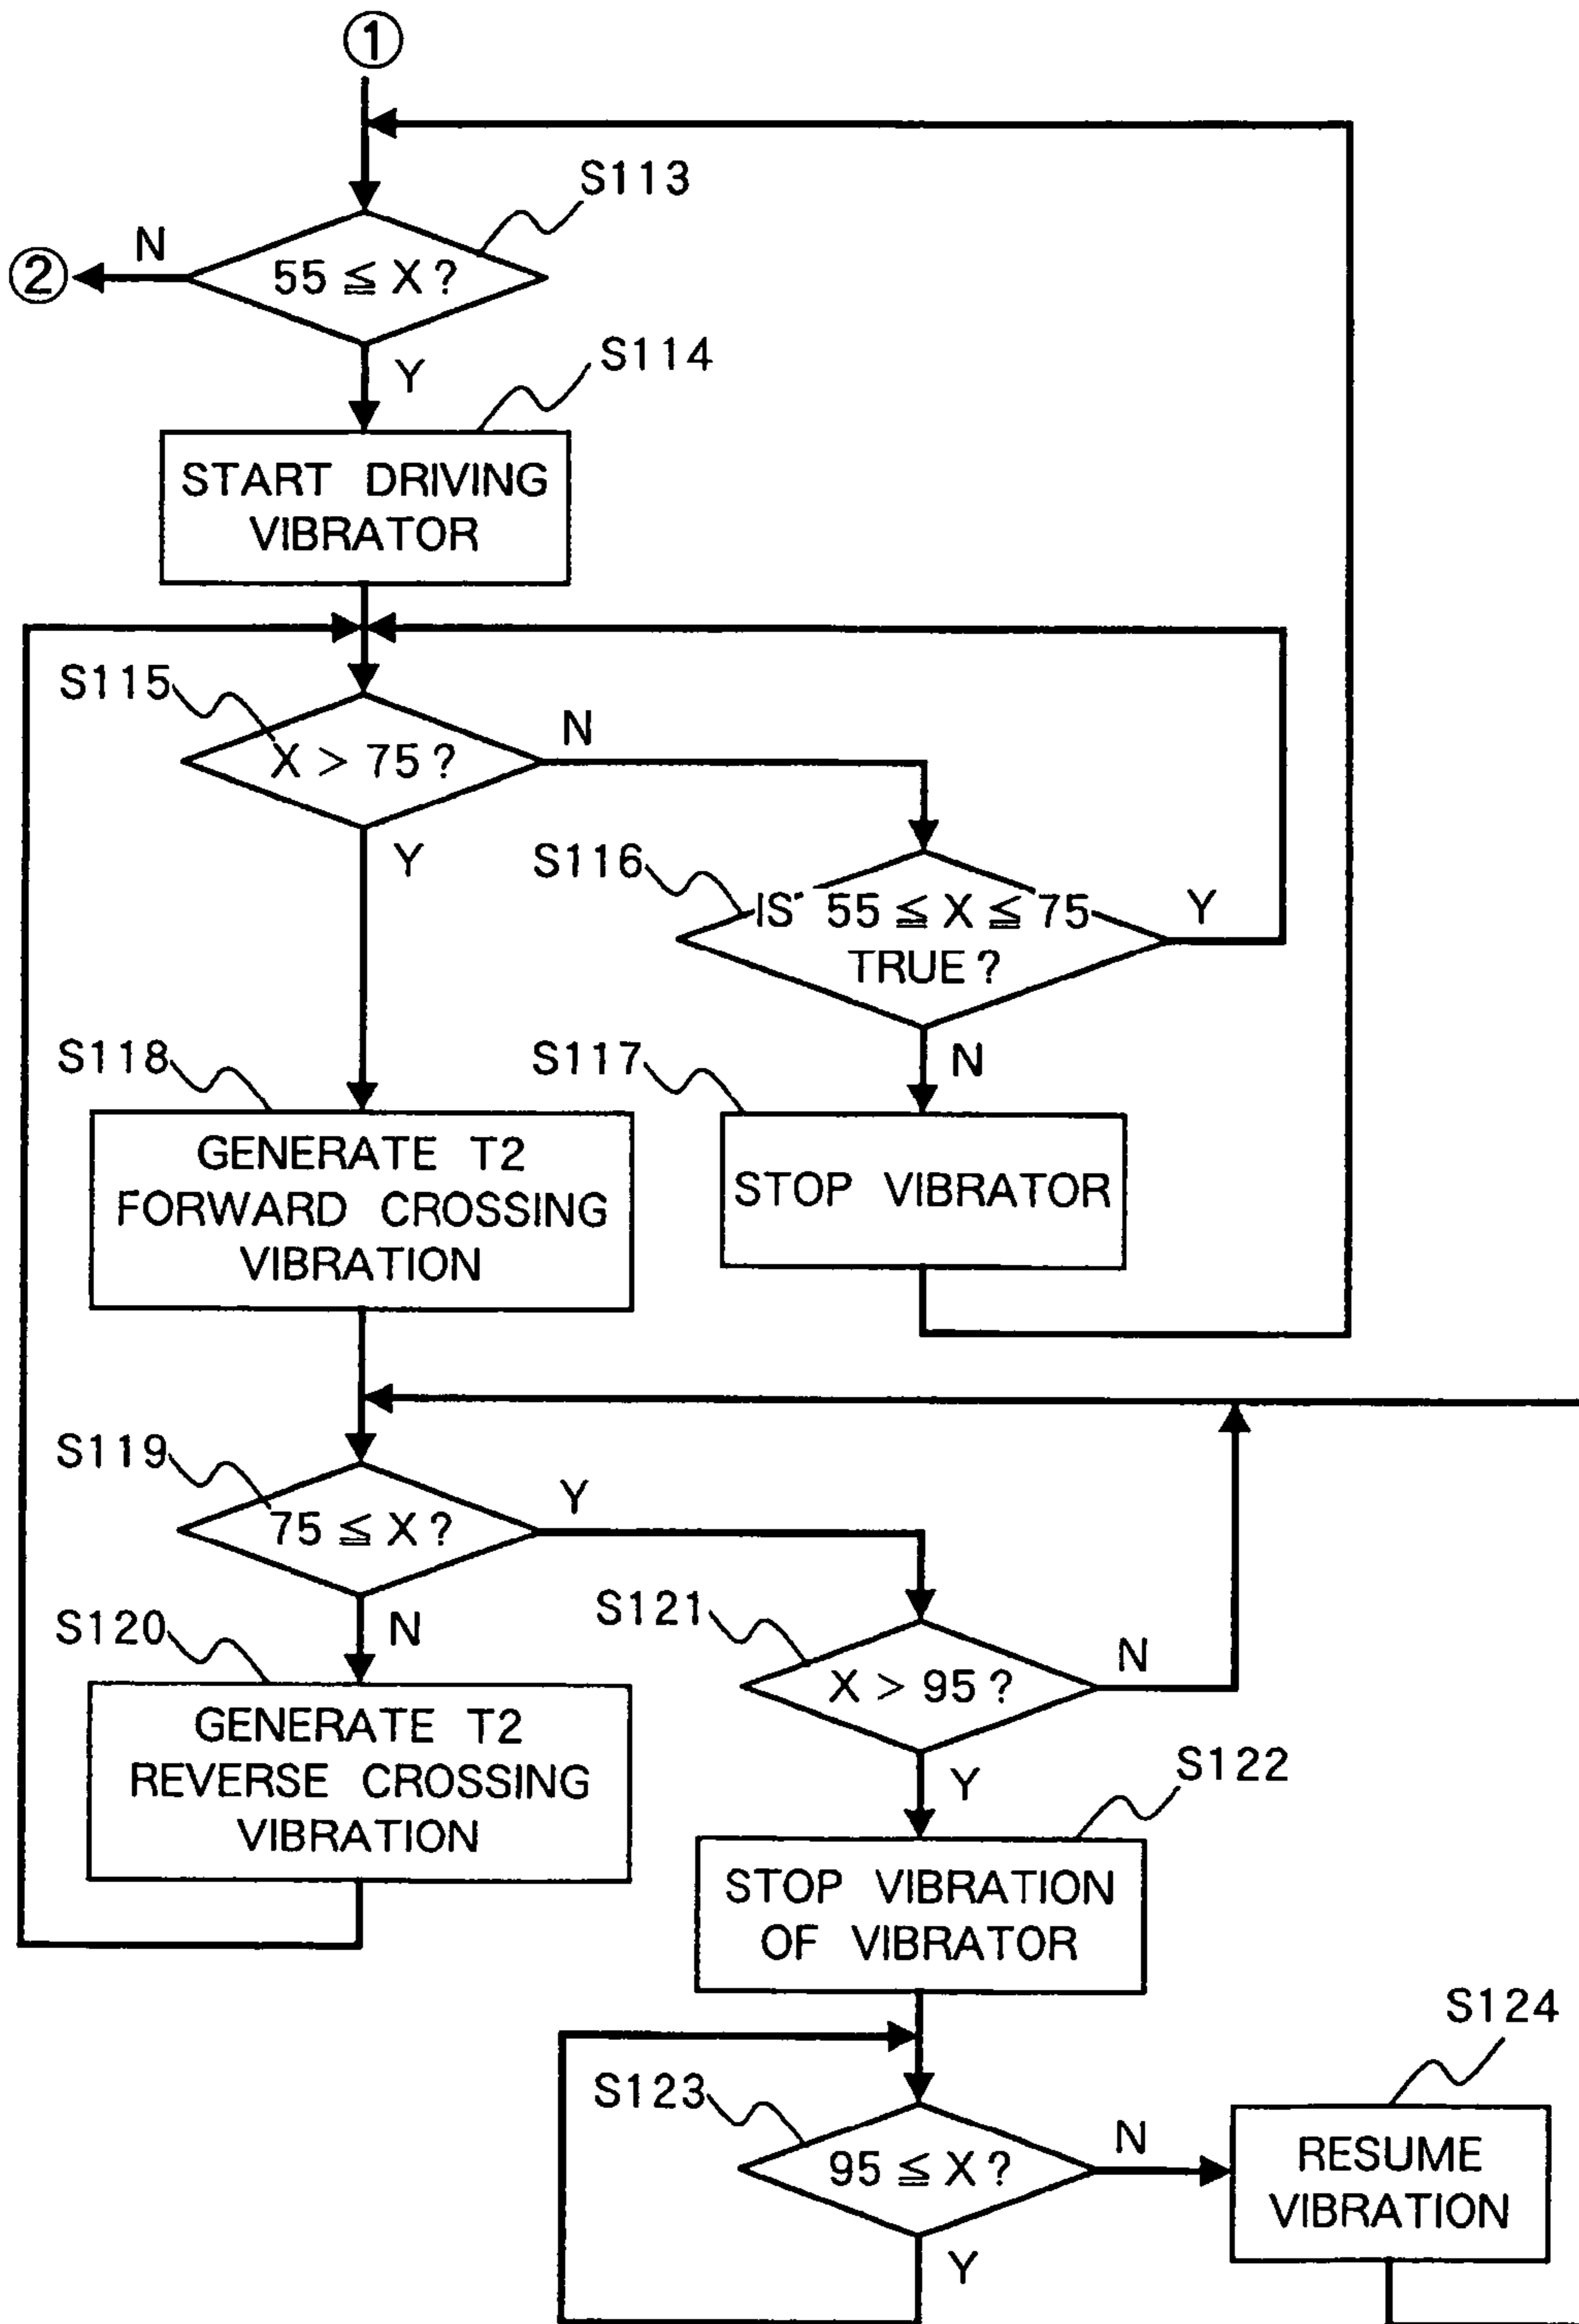 ①
S113
N
②
55 ≦ X ?
S114
Y
START DRIVING
VIBRATOR
S115
N
X > 75 ?
Y
S116
IS 55 ≦ X ≦ 75
TRUE ?
Y
S118
S117
N
GENERATE T2
FORWARD CROSSING
VIBRATION
STOP VIBRATOR
S119
Y
75 ≦ X ?
S120
N
S121
N
X > 95 ?
GENERATE T2
REVERSE CROSSING
VIBRATION
Y
S122
STOP VIBRATION
OF VIBRATOR
S124
S123
N
95 ≦ X ?
RESUME
VIBRATION
Y